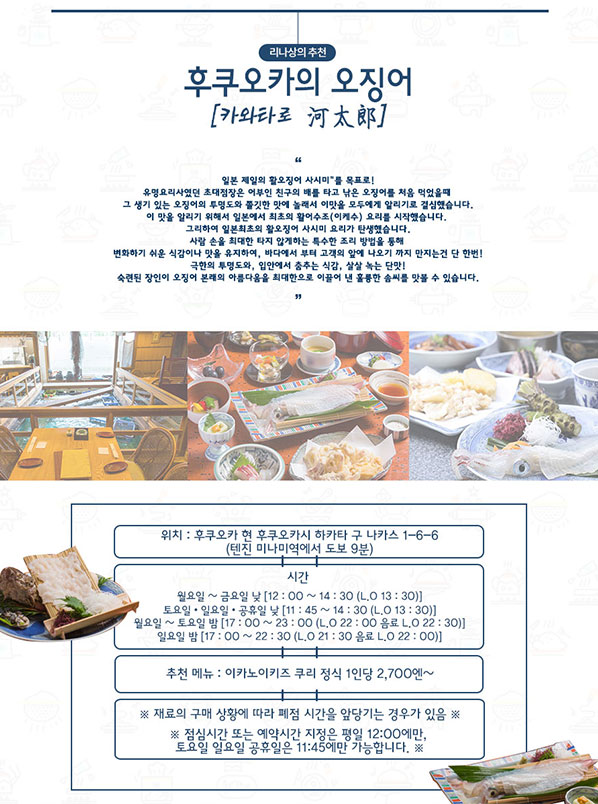 리나상의 추천
후쿠오카의 오징어
[카와타로 河太郎]
“
일본 제일의 활오징어 사시미"를 목표로!
유명요리사였던 초대점장은 어부인 친구의 배를 타고 낚은 오징어를 처음 먹었을때
그 생기 있는 오징어의 투명도와 쫄깃한 맛에 놀래서 이맛을 모두에게 알리기로 결심했습니다.
이 맛을 알리기 위해서 일본에서 최초의 활어수조(이케수) 요리를 시작했습니다.
그리하여 일본최초의 활오징어 사시미 요리가 탄생했습니다.
사람 손을 최대한 타지 않게하는 특수한 조리 방법을 통해
변화하기 쉬운 식감이나 맛을 유지하여, 바다에서 부터 고객의 앞에 나오기 까지 만지는건 단 한번!
극한의 투명도와, 입안에서 춤추는 식감, 살살 녹는 단맛!
숙련된 장인이 오징어 본래의 아름다움을 최대한으로 이끌어 낸 훌륭한 솜씨를 맛볼 수 있습니다.
”
위치 : 후쿠오카 현 후쿠오카시 하카타 구 나카스 1-6-6
(텐진 미나미역에서 도보 9분)
시간
월요일 ~ 금요일 낮 [12 : 00 ~ 14 : 30 (L,O 13 : 30)]
토요일 • 일요일 • 공휴일 낮 [11 : 45 ~ 14 : 30 (L,O 13 : 30)]
월요일 ~ 토요일 밤 [17 : 00 ~ 23 : 00 (L,O 22 : 00 음료 L,O 22 : 30)]
일요일 밤 [17 : 00 ~ 22 : 30 (L,O 21 : 30 음료 L,O 22 : 00)]
추천 메뉴 : 이카노이키즈 쿠리 정식 1인당 2,700엔~
※ 재료의 구매 상황에 따라 폐점 시간을 앞당기는 경우가 있음 ※
※ 점심시간 또는 예약시간 지정은 평일 12:00에만,
토요일 일요일 공휴일은 11:45에만 가능합니다. ※